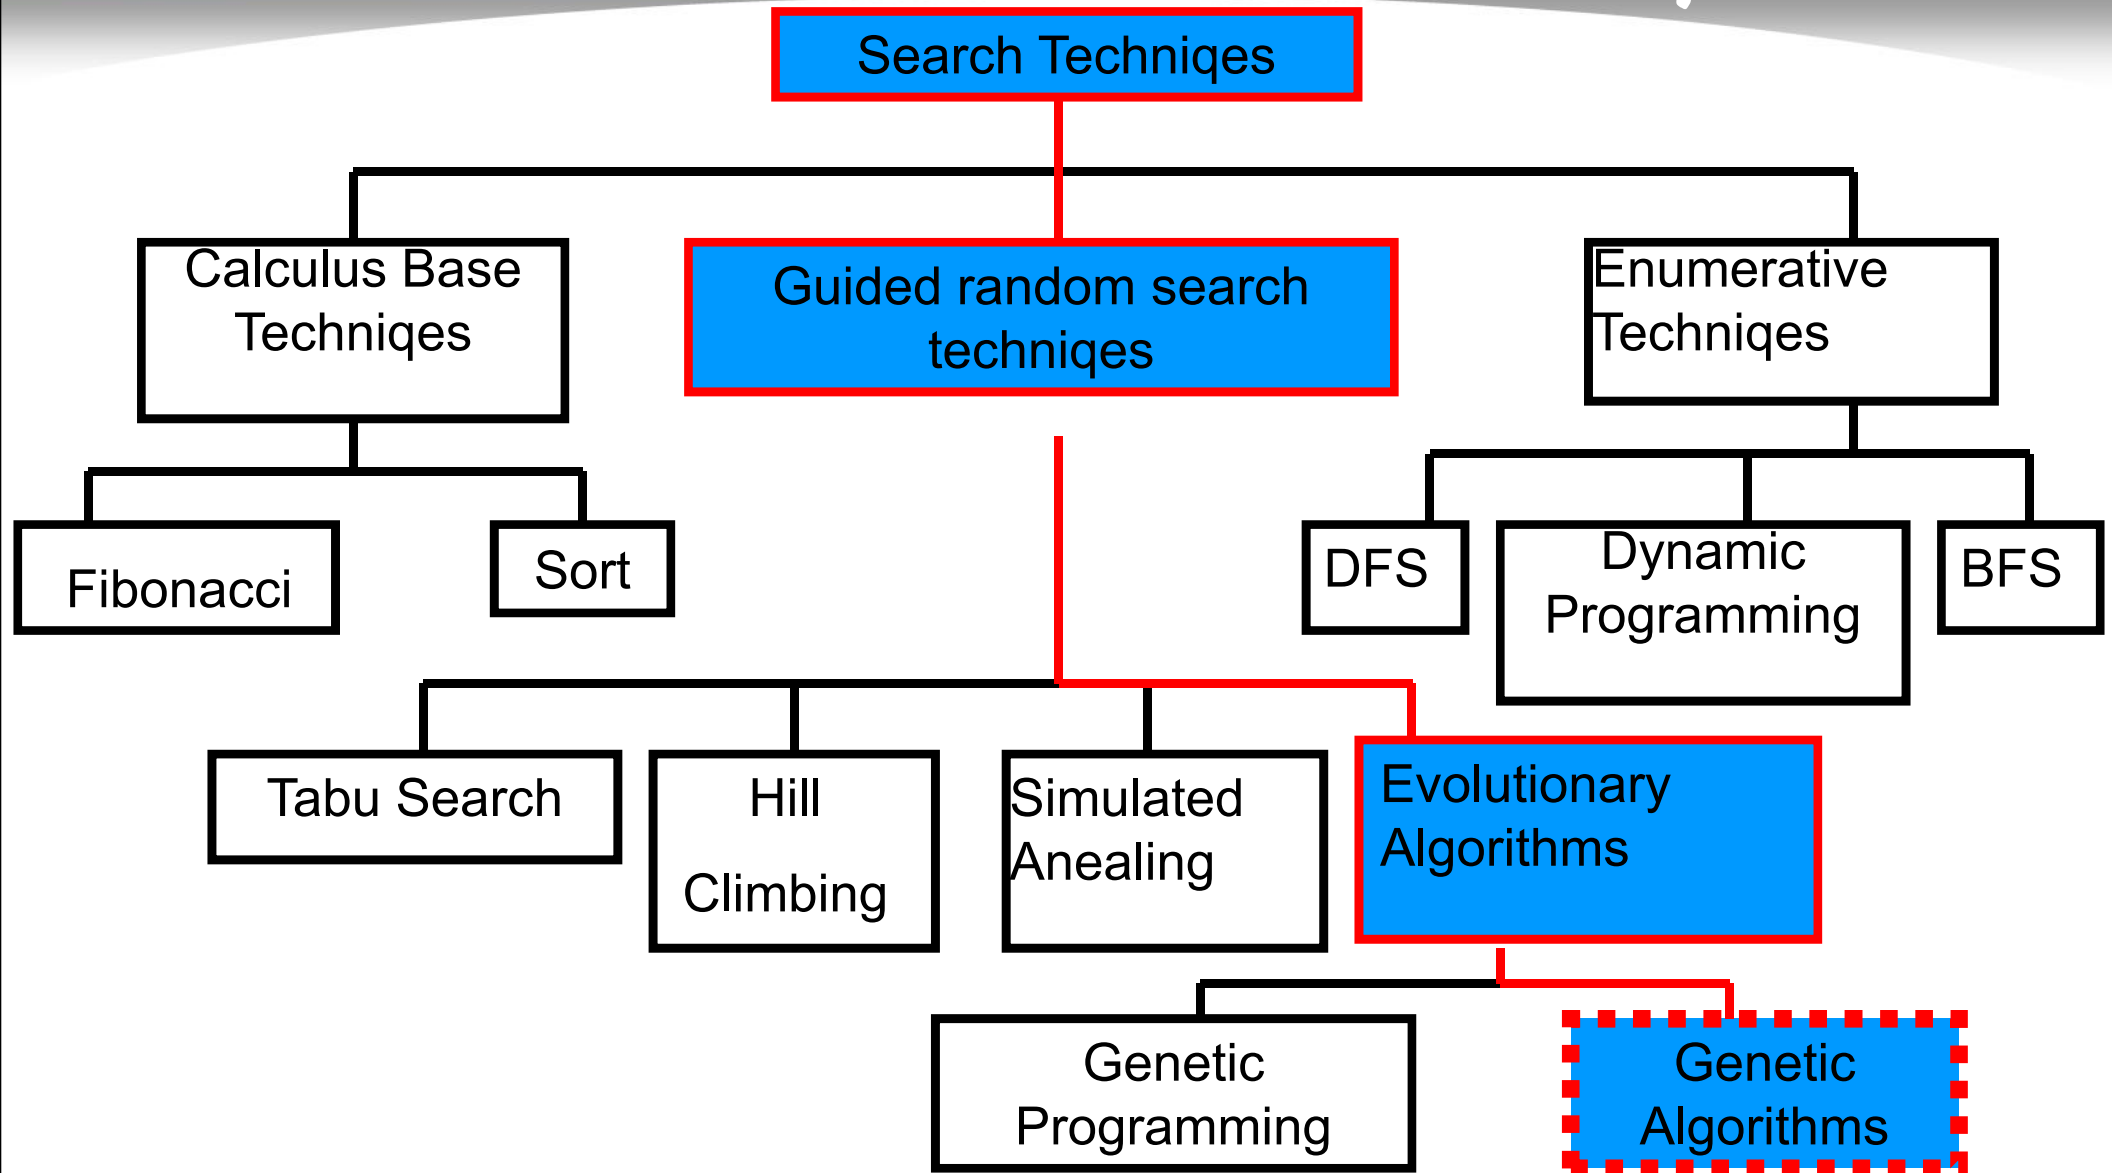 Search Techniqes
Calculus Base
Techniqes
Guided random search
techniqes
Enumerative
Techniqes
Fibonacci
Sort
DFS
Dynamic
Programming
BFS
Tabu Search
Hill
Climbing
Simulated
Anealing
Evolutionary
Algorithms
Genetic
Programming
Genetic
Algorithms